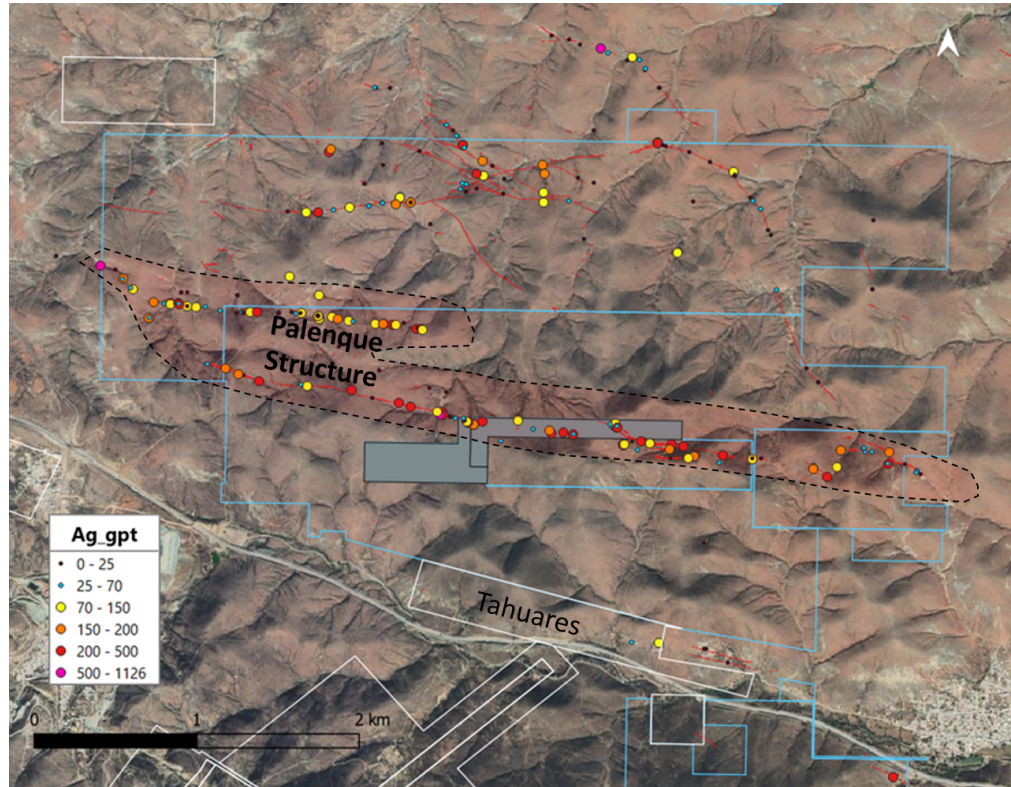 Palenque
Structure
Tahuares
Ag_gpt
0 - 25
25 - 70
70 - 150
150 - 200
200 - 500
500 - 1126
0 1 2 km